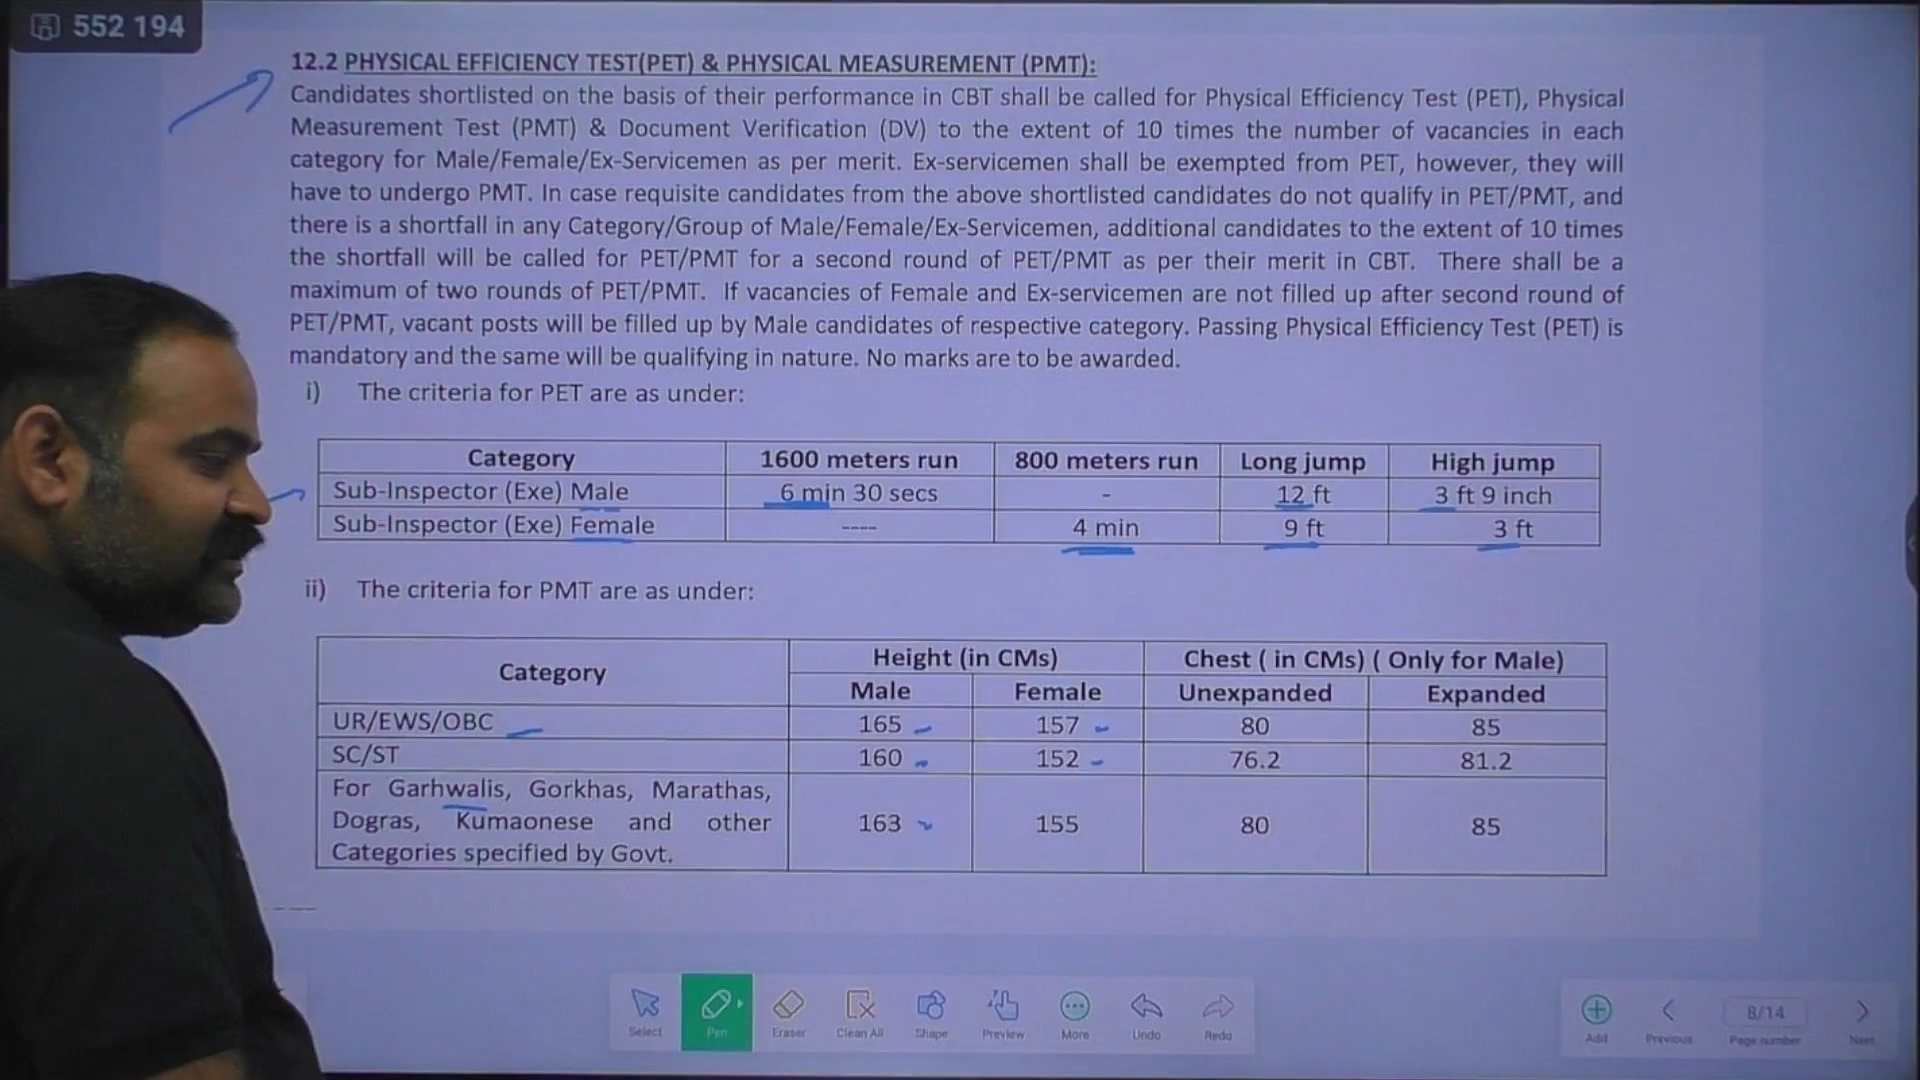 552 194
12.2 PHYSICAL EFFICIENCY TEST(PET) & PHYSICAL MEASUREMENT (PMT):
Candidates shortlisted on the basis of their performance in CBT shall be called for Physical Efficiency Test (PET), Physical
Measurement Test (PMT) & Document Verification (DV) to the extent of 10 times the number of vacancies in each
category for Male/Female/Ex-Servicemen as per merit. Ex-servicemen shall be exempted from PET, however, they will
have to undergo PMT. In case requisite candidates from the above shortlisted candidates do not qualify in PET/PMT, and
there is a shortfall in any Category/Group of Male/Female/Ex-Servicemen, additional candidates to the extent of 10 times
the shortfall will be called for PET/PMT for a second round of PET/PMT as per their merit in CBT. There shall be a
maximum of two rounds of PET/PMT. If vacancies of Female and Ex-servicemen are not filled up after second round of
PET/PMT, vacant posts will be filled up by Male candidates of respective category. Passing Physical Efficiency Test (PET) is
mandatory and the same will be qualifying in nature. No marks are to be awarded.
i) The criteria for PET are as under:
Category 1600 meters run 800 meters run Long jump High jump
Sub-Inspector (Exe) Male 6 min 30 secs - 12 ft 3 ft 9 inch
Sub-Inspector (Exe) Female ---- 4 min 9 ft 3 ft
ii) The criteria for PMT are as under:
Category Height (in CMs) Chest ( in CMs) ( Only for Male)
Male Female Unexpanded Expanded
UR/EWS/OBC 165 157 80 85
SC/ST 160 152 76.2 81.2
For Garhwalis, Gorkhas, Marathas,
Dogras, Kumaonese and other
Categories specified by Govt. 163 155 80 85
Select Pen Eraser Clean All Shape Preview More Undo Redo
8/14
Add Previous Page number Next